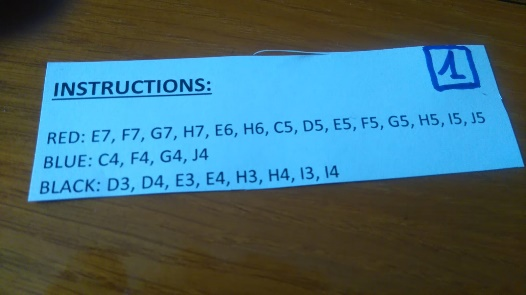 1
INSTRUCTIONS:
RED: E7, F7, G7, H7, E6, H6, C5, D5, E5, F5, G5, H5, I5, J5
BLUE: C4, F4, G4, J4
BLACK: D3, D4, E3, E4, H3, H4, I3, I4